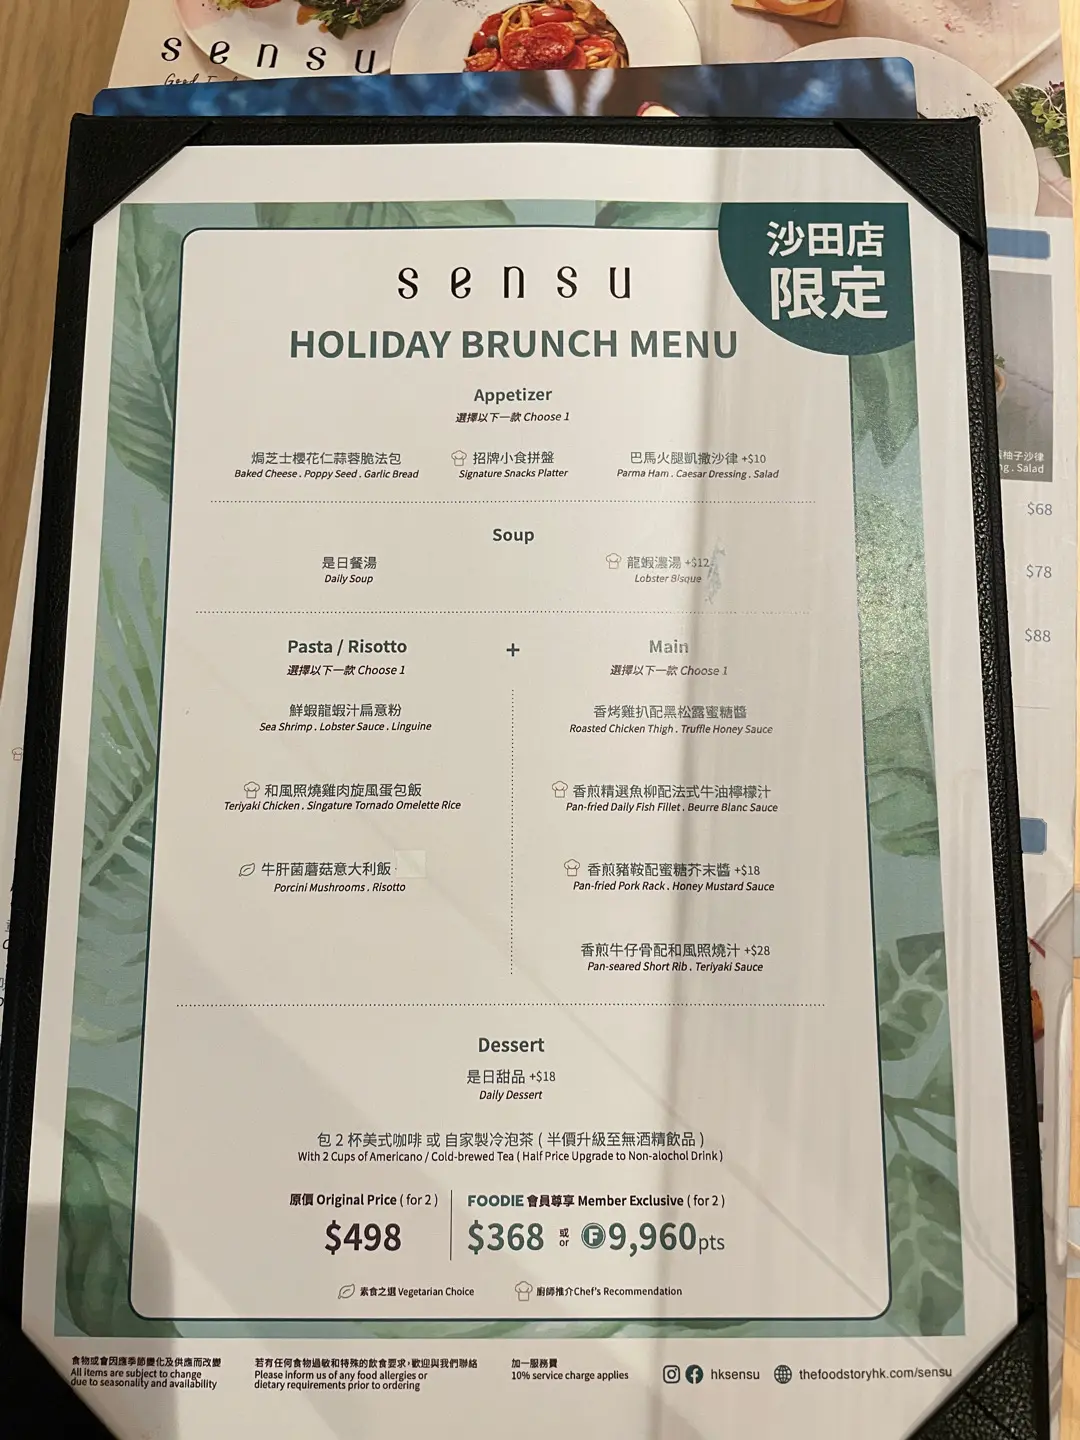 sensu
沙田店
限定
sensu
HOLIDAY BRUNCH MENU
Appetizer
選擇以下一款 Choose 1
焗芝士櫻花仁蒜蓉脆法包
Baked Cheese . Poppy Seed . Garlic Bread
招牌小食拼盤
Signature Snacks Platter
巴馬火腿凱撒沙律 +$10
Parma Ham . Caesar Dressing . Salad
Soup
是日餐湯
Daily Soup
龍蝦濃湯 +$12
Lobster Bisque
Pasta / Risotto
選擇以下一款 Choose 1
鮮蝦龍蝦汁扁意粉
Sea Shrimp . Lobster Sauce . Linguine
和風照燒雞肉旋風蛋包飯
Teriyaki Chicken . Singature Tornado Omelette Rice
牛肝菌蘑菇意大利飯
Porcini Mushrooms . Risotto
+
Main
選擇以下一款 Choose 1
香烤雞扒配黑松露蜜糖醬
Roasted Chicken Thigh . Truffle Honey Sauce
香煎精選魚柳配法式牛油檸檬汁
Pan-fried Daily Fish Fillet . Beurre Blanc Sauce
香煎豬鞍配蜜糖芥末醬 +$18
Pan-fried Pork Rack . Honey Mustard Sauce
香煎牛仔骨配和風照燒汁 +$28
Pan-seared Short Rib . Teriyaki Sauce
Dessert
是日甜品 +$18
Daily Dessert
包 2 杯美式咖啡 或 自家製冷泡茶 ( 半價升級至無酒精飲品 )
With 2 Cups of Americano / Cold-brewed Tea ( Half Price Upgrade to Non-alochol Drink )
原價 Original Price ( for 2 )
$498
FOODIE 會員尊享 Member Exclusive ( for 2 )
$368 或 or F 9,960pts
素食之選 Vegetarian Choice
廚師推介Chef's Recommendation
食物或會因應季節變化及供應而改變
All items are subject to change
due to seasonality and availability
若有任何食物過敏和特殊的飲食要求，歡迎與我們聯絡
Please inform us of any food allergies or
dietary requirements prior to ordering
加一服務費
10% service charge applies
hksensu
thefoodstoryhk.com/sensu
柚子沙律
ng . Salad
$68
$78
$88